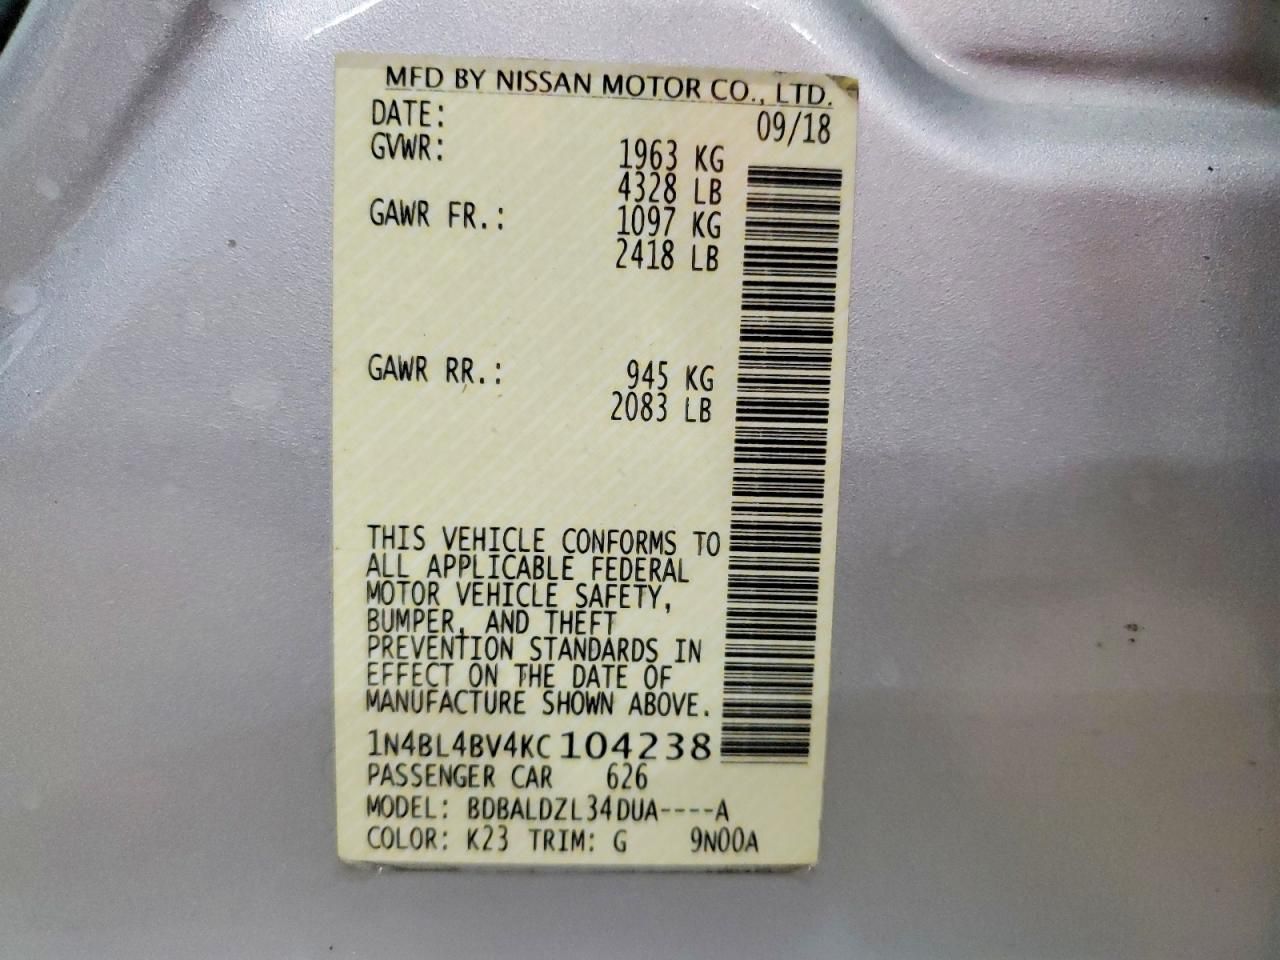 MFD BY NISSAN MOTOR CO., LTD.
DATE: 09/18
GVWR: 1963 KG
4328 LB
GAWR FR.: 1097 KG
2418 LB
GAWR RR.: 945 KG
2083 LB
THIS VEHICLE CONFORMS TO
ALL APPLICABLE FEDERAL
MOTOR VEHICLE SAFETY,
BUMPER, AND THEFT
PREVENTION STANDARDS IN
EFFECT ON THE DATE OF
MANUFACTURE SHOWN ABOVE.
1N4BL4BV4KC104238
PASSENGER CAR 626
MODEL: BDBALDZL34DUA----A
COLOR: K23 TRIM: G 9N00A